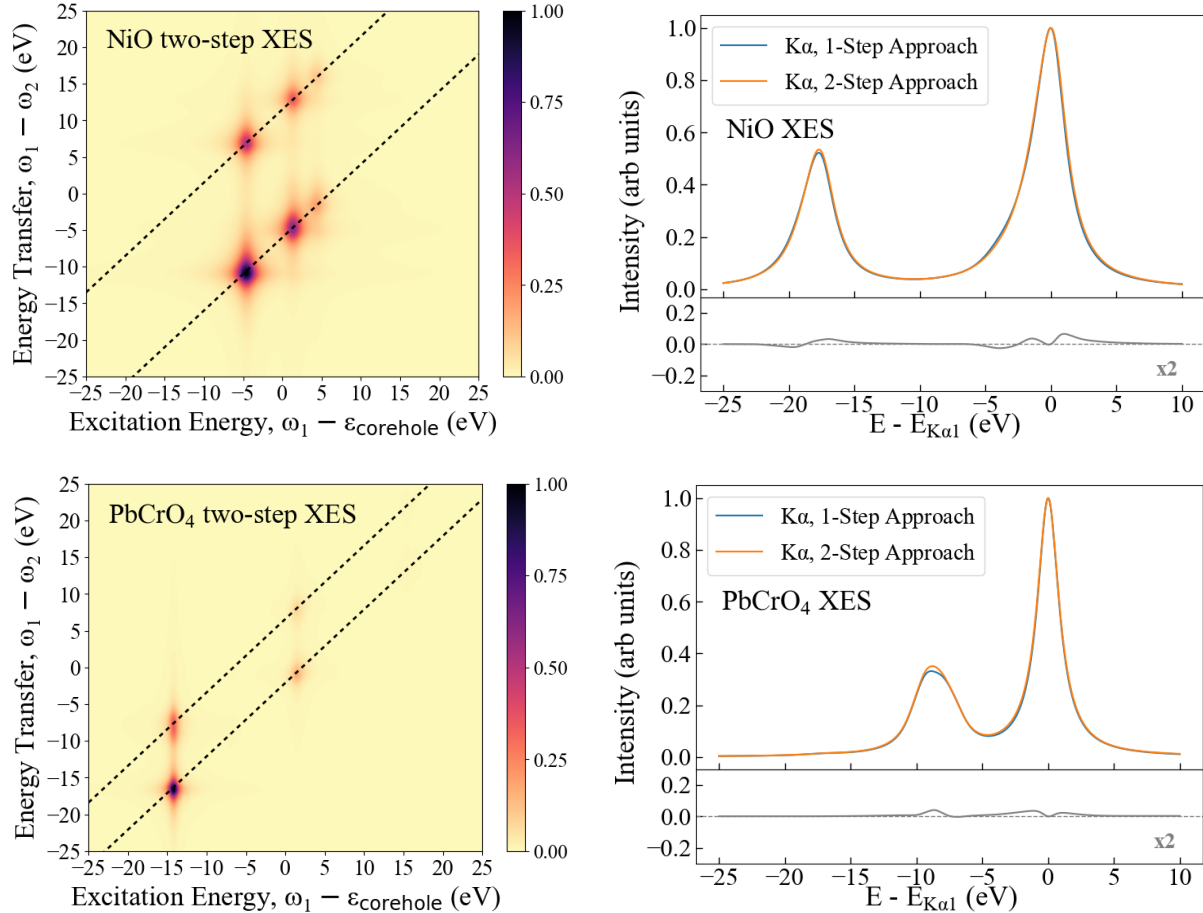 NiO two-step XES
Energy Transfer, ω₁ − ω₂ (eV)
25
20
15
10
5
0
−5
−10
−15
−20
−25
−25 −20 −15 −10 −5 0 5 10 15 20 25
Excitation Energy, ω₁ − εcorehole (eV)
1.00
0.75
0.50
0.25
0.00
Kα, 1-Step Approach
Kα, 2-Step Approach
NiO XES
Intensity (arb units)
1.0
0.8
0.6
0.4
0.2
0.0
0.2
0.0
−0.2
x2
−25 −20 −15 −10 −5 0 5 10
E - EKα1 (eV)
PbCrO₄ two-step XES
Energy Transfer, ω₁ − ω₂ (eV)
25
20
15
10
5
0
−5
−10
−15
−20
−25
−25 −20 −15 −10 −5 0 5 10 15 20 25
Excitation Energy, ω₁ − εcorehole (eV)
1.00
0.75
0.50
0.25
0.00
Kα, 1-Step Approach
Kα, 2-Step Approach
PbCrO₄ XES
Intensity (arb units)
1.0
0.8
0.6
0.4
0.2
0.0
0.2
0.0
−0.2
x2
−25 −20 −15 −10 −5 0 5 10
E - EKα1 (eV)